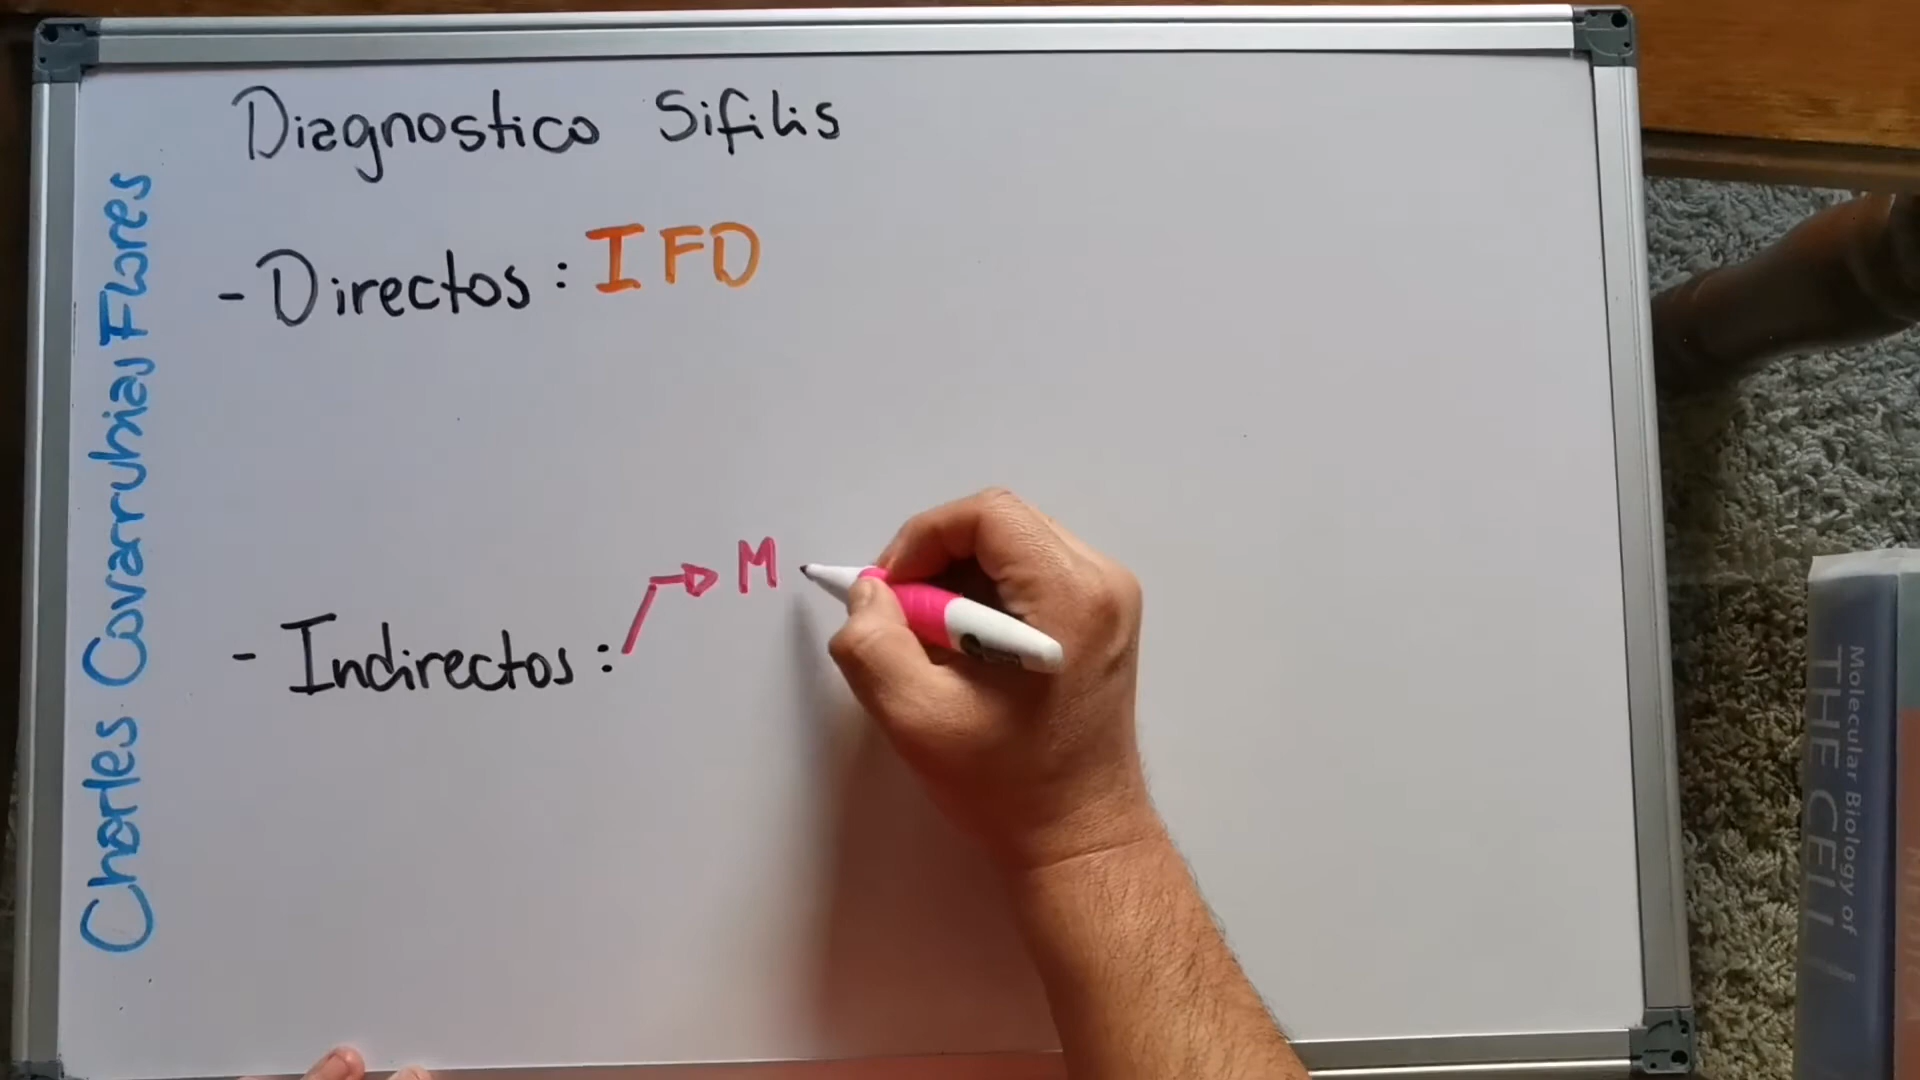 Diagnostico Sifilis
- Directos : IFD
M
- Indirectos :
Charles Covarrubias Flores
Molecular Biology of
THE CELL